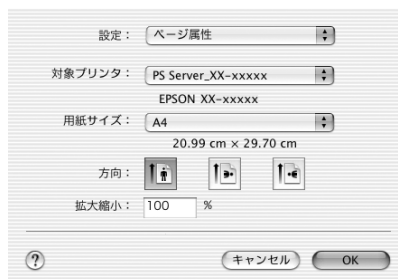 設定： ページ属性
対象プリンタ： PS Server_XX-xxxxx
EPSON XX-xxxxx
用紙サイズ： A4
20.99 cm × 29.70 cm
方向：
拡大縮小： 100 %
? キャンセル OK